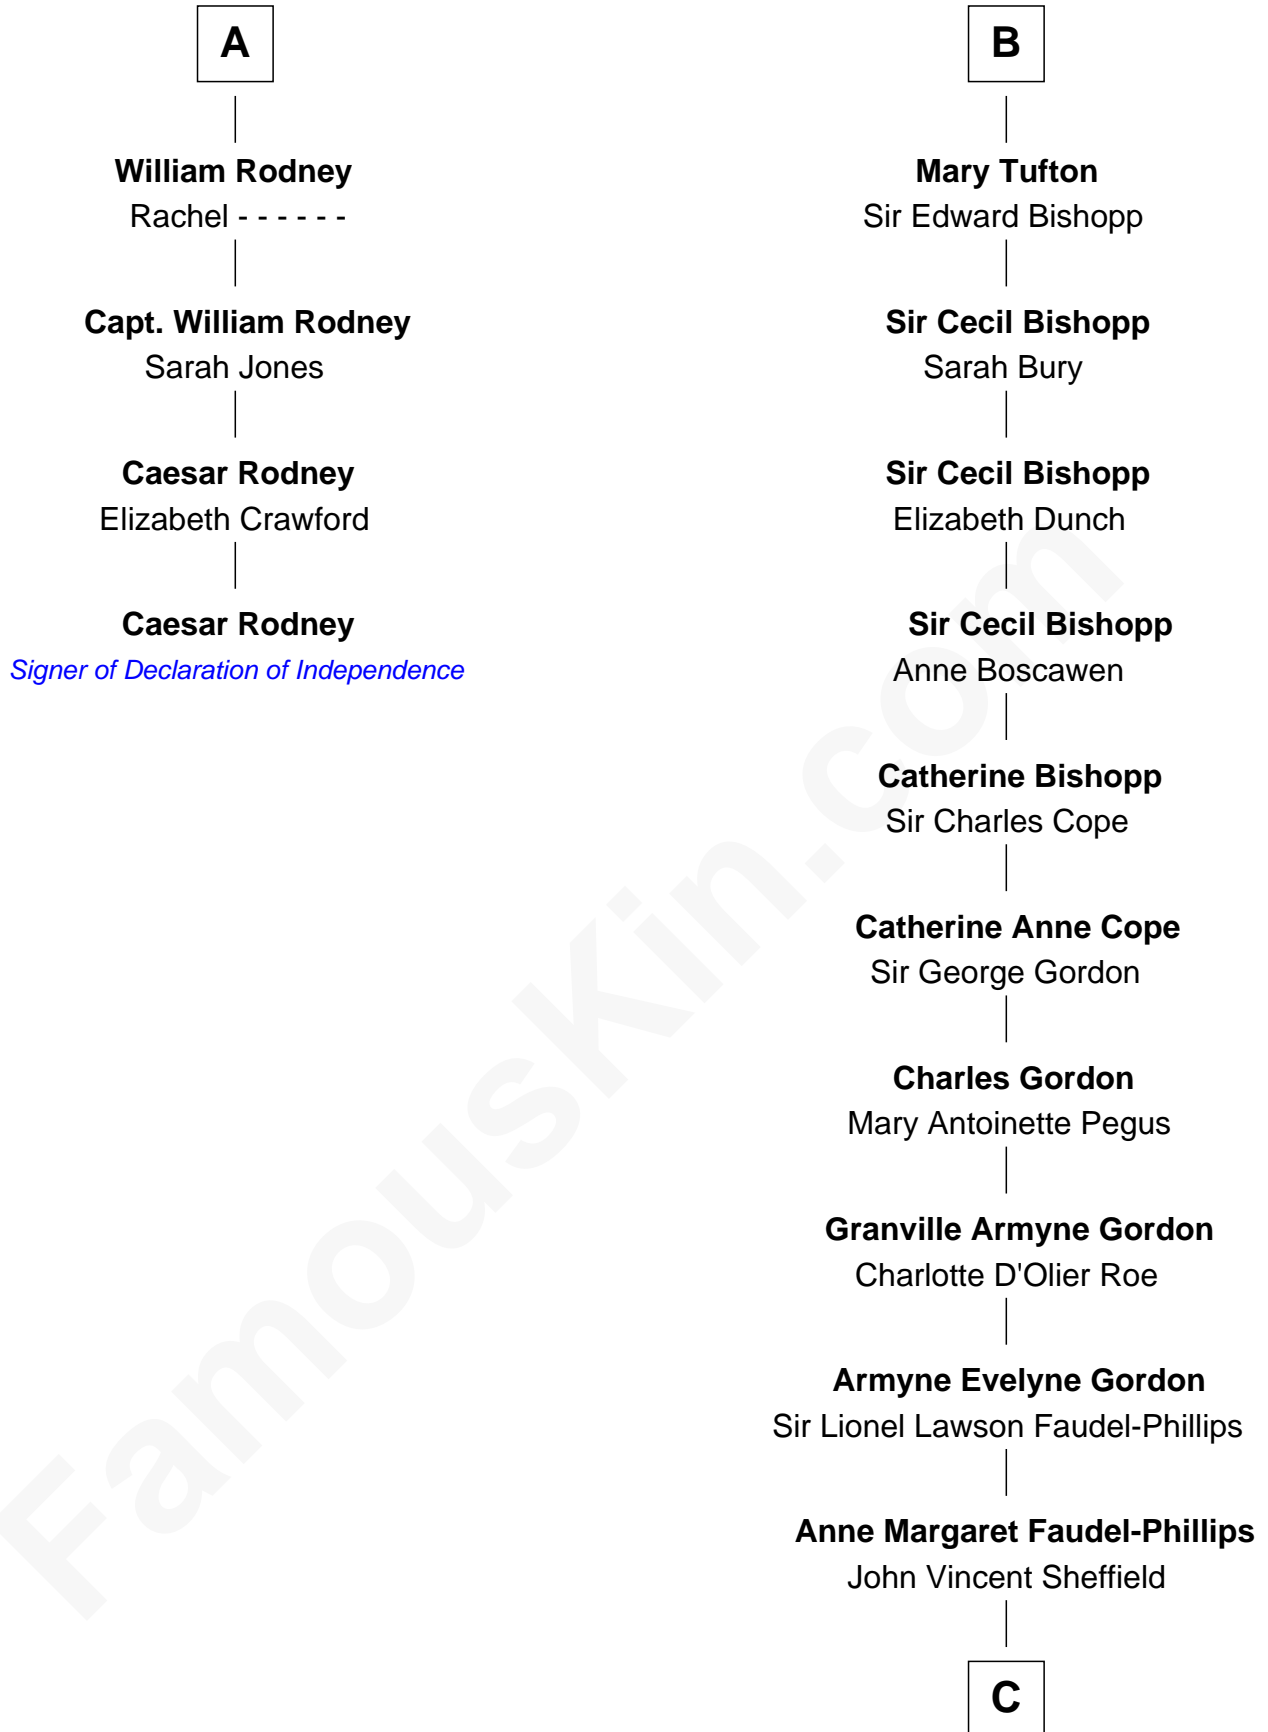 A
William Rodney
Rachel - - - - - -
Capt. William Rodney
Sarah Jones
Caesar Rodney
Elizabeth Crawford
Caesar Rodney
Signer of Declaration of Independence
B
Mary Tufton
Sir Edward Bishopp
Sir Cecil Bishopp
Sarah Bury
Sir Cecil Bishopp
Elizabeth Dunch
Sir Cecil Bishopp
Anne Boscawen
Catherine Bishopp
Sir Charles Cope
Catherine Anne Cope
Sir George Gordon
Charles Gordon
Mary Antoinette Pegus
Granville Armyne Gordon
Charlotte D'Olier Roe
Armyne Evelyne Gordon
Sir Lionel Lawson Faudel-Phillips
Anne Margaret Faudel-Phillips
John Vincent Sheffield
C
FamousKin.com